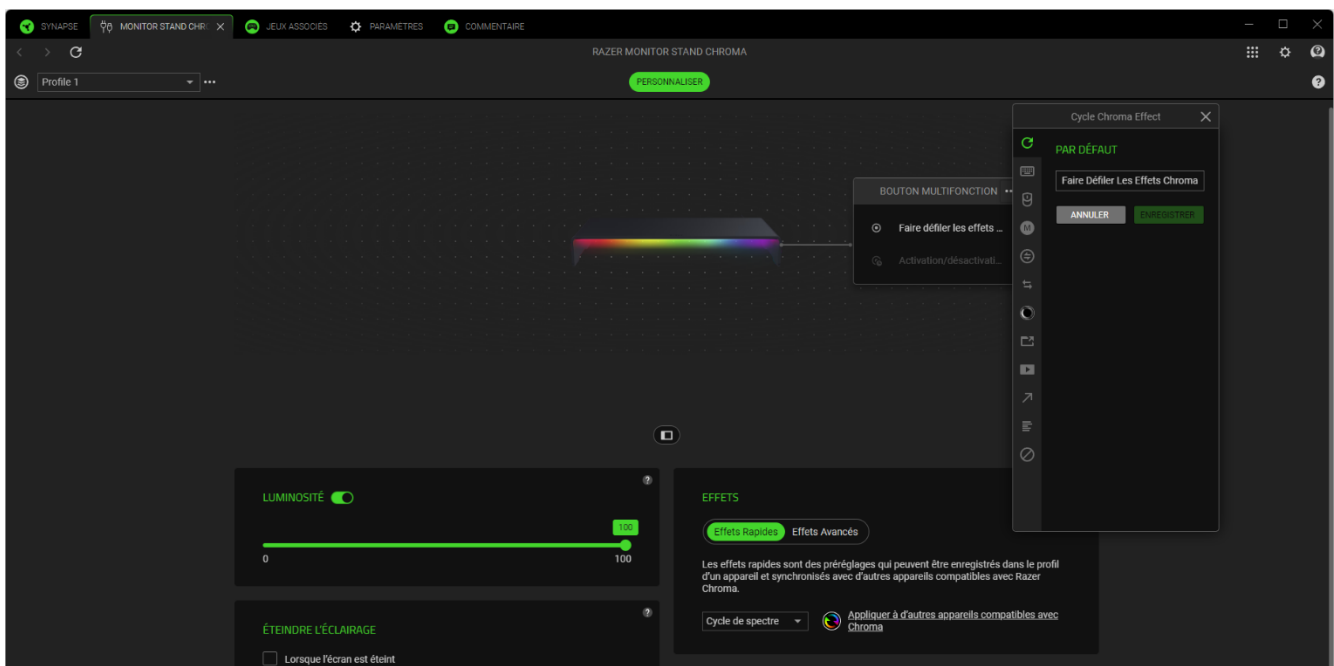 SYNAPSE
MONITOR STAND CHR
JEUX ASSOCIÉS
PARAMÈTRES
COMMENTAIRE
RAZER MONITOR STAND CHROMA
Profile 1
PERSONNALISER
Cycle Chroma Effect
PAR DÉFAUT
Faire Défiler Les Effets Chroma
ANNULER
ENREGISTRER
BOUTON MULTIFONCTION
Faire défiler les effets ...
Activation/désactivati...
M
LUMINOSITÉ
100
0
100
EFFETS
Effets Rapides
Effets Avancés
Les effets rapides sont des préréglages qui peuvent être enregistrés dans le profil
d'un appareil et synchronisés avec d'autres appareils compatibles avec Razer
Chroma.
Cycle de spectre
Appliquer à d'autres appareils compatibles avec
Chroma
ÉTEINDRE L'ÉCLAIRAGE
Lorsque l'écran est éteint